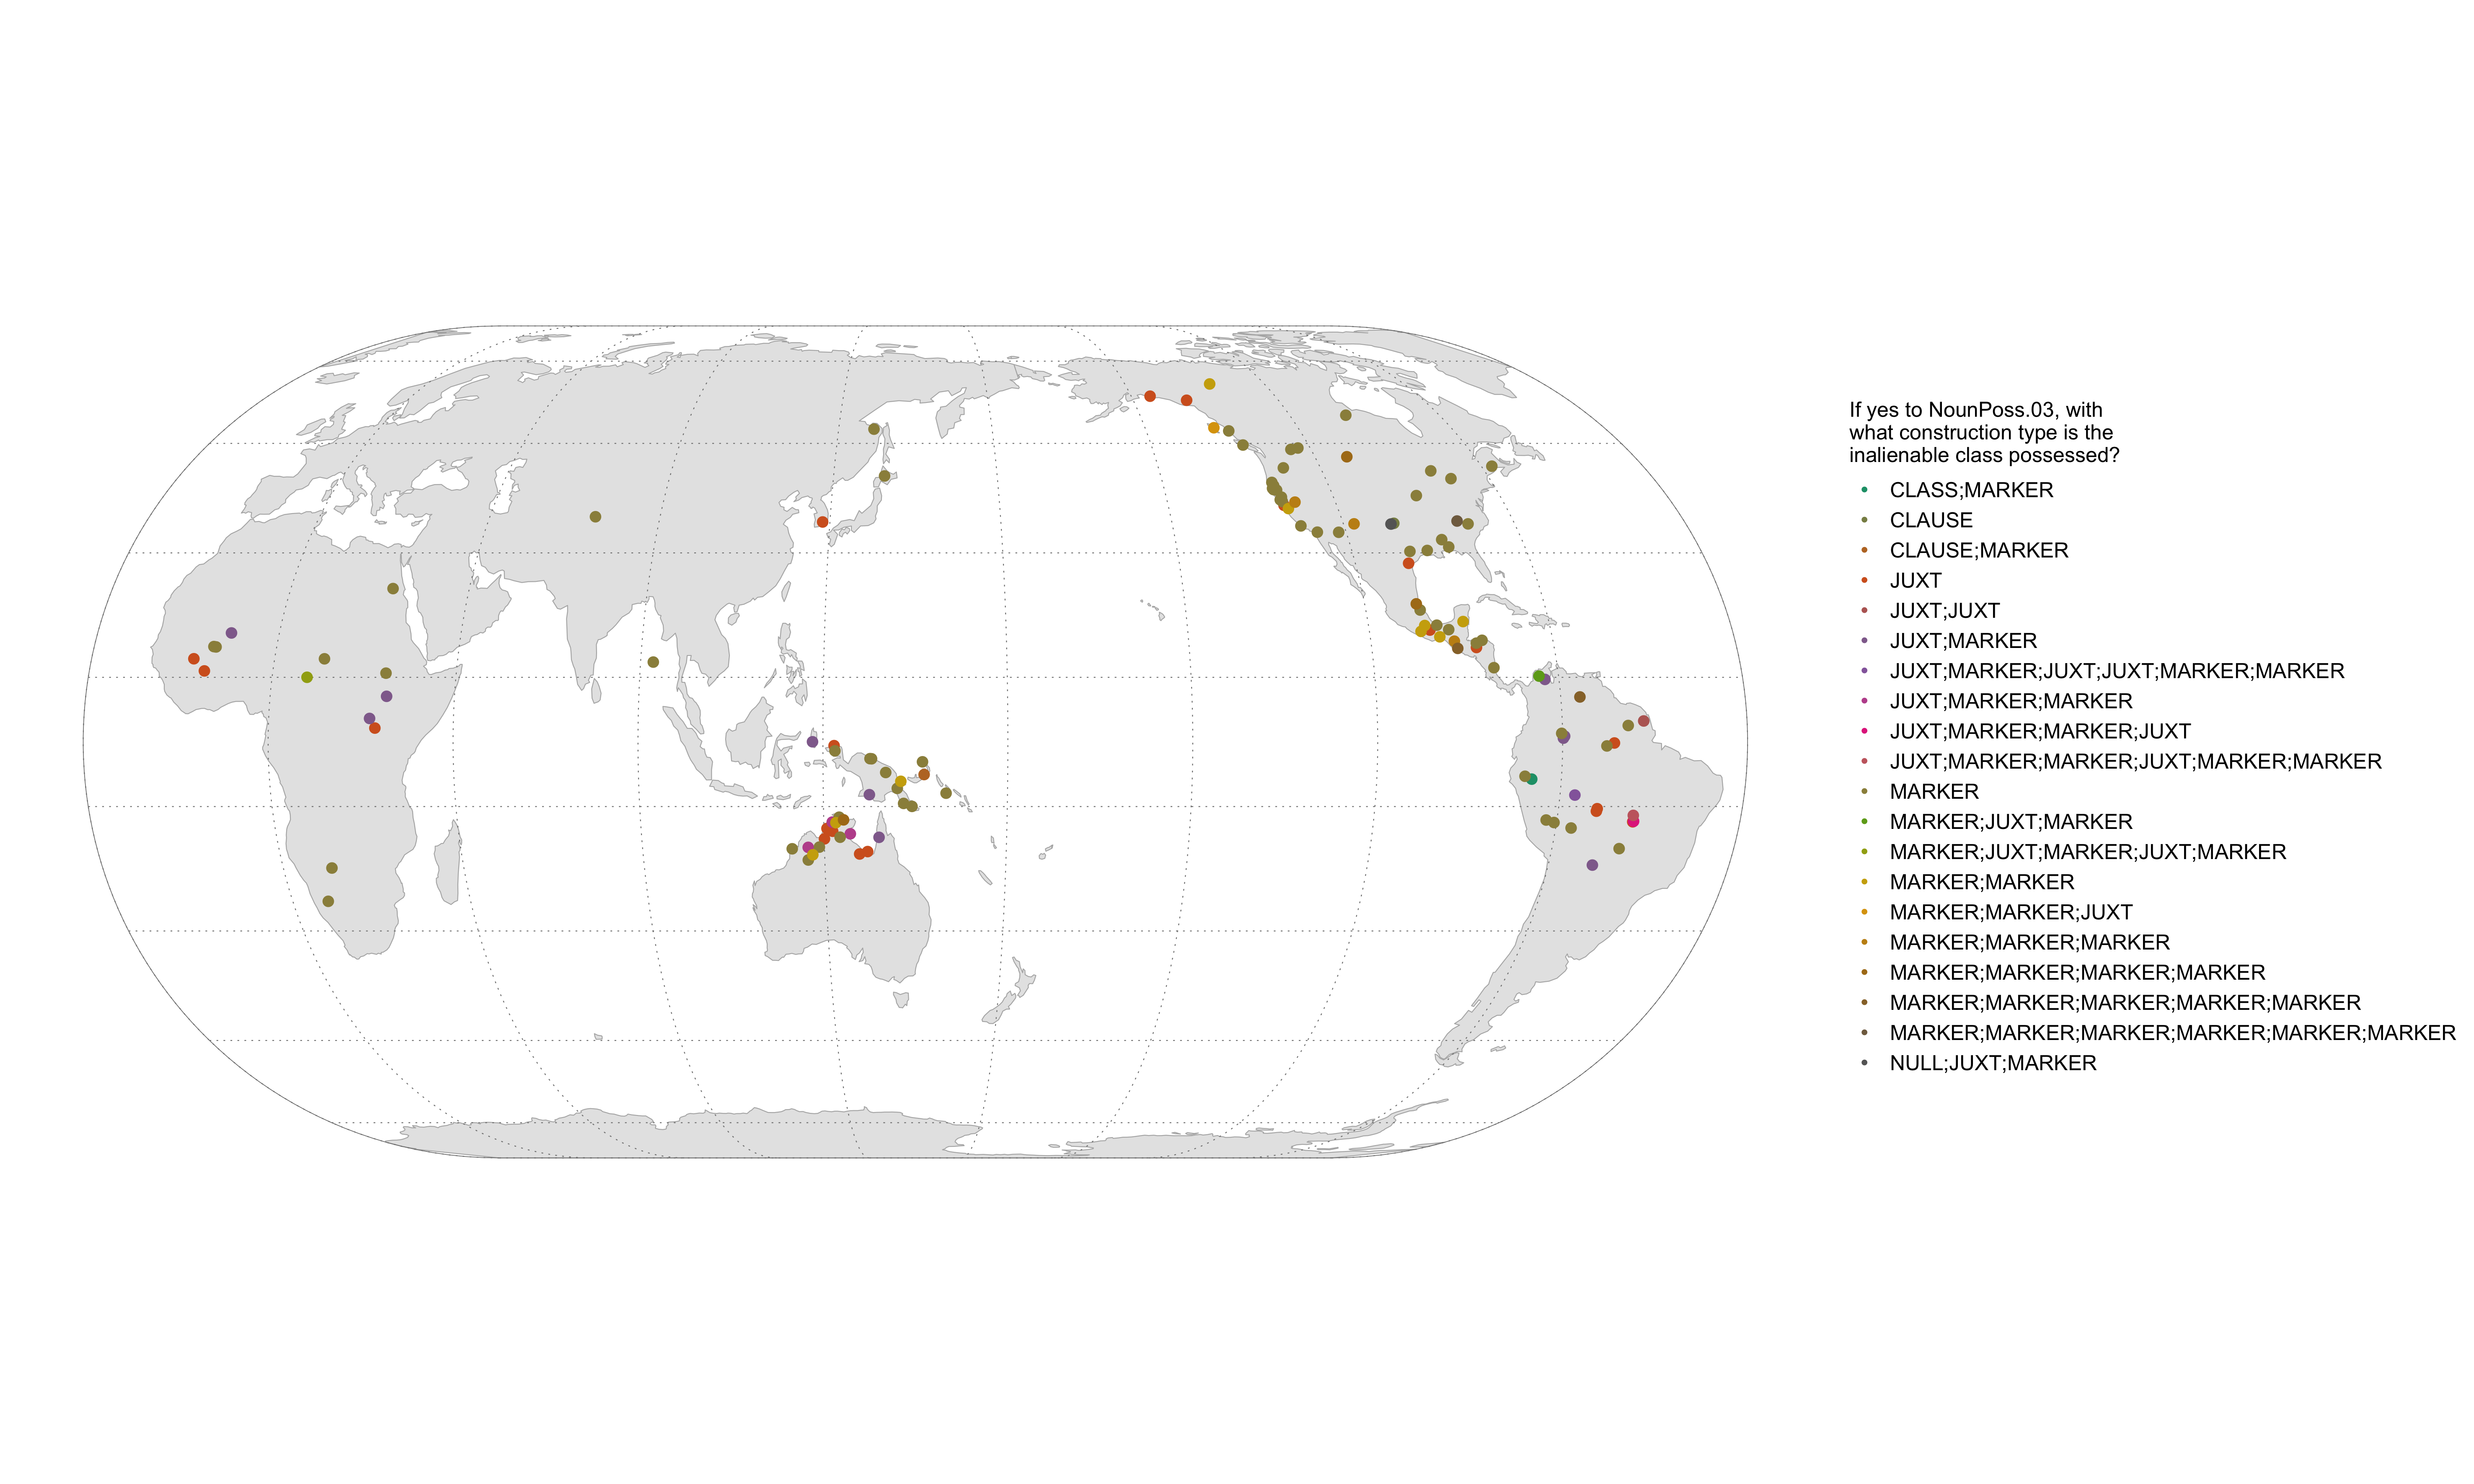 If yes to NounPoss.03, with
what construction type is the
inalienable class possessed?
CLASS;MARKER
CLAUSE
CLAUSE;MARKER
JUXT
JUXT;JUXT
JUXT;MARKER
JUXT;MARKER;JUXT;JUXT;MARKER;MARKER
JUXT;MARKER;MARKER
JUXT;MARKER;MARKER;JUXT
JUXT;MARKER;MARKER;JUXT;MARKER;MARKER
MARKER
MARKER;JUXT;MARKER
MARKER;JUXT;MARKER;JUXT;MARKER
MARKER;MARKER
MARKER;MARKER;JUXT
MARKER;MARKER;MARKER
MARKER;MARKER;MARKER;MARKER
MARKER;MARKER;MARKER;MARKER;MARKER
MARKER;MARKER;MARKER;MARKER;MARKER;MARKER
NULL;JUXT;MARKER